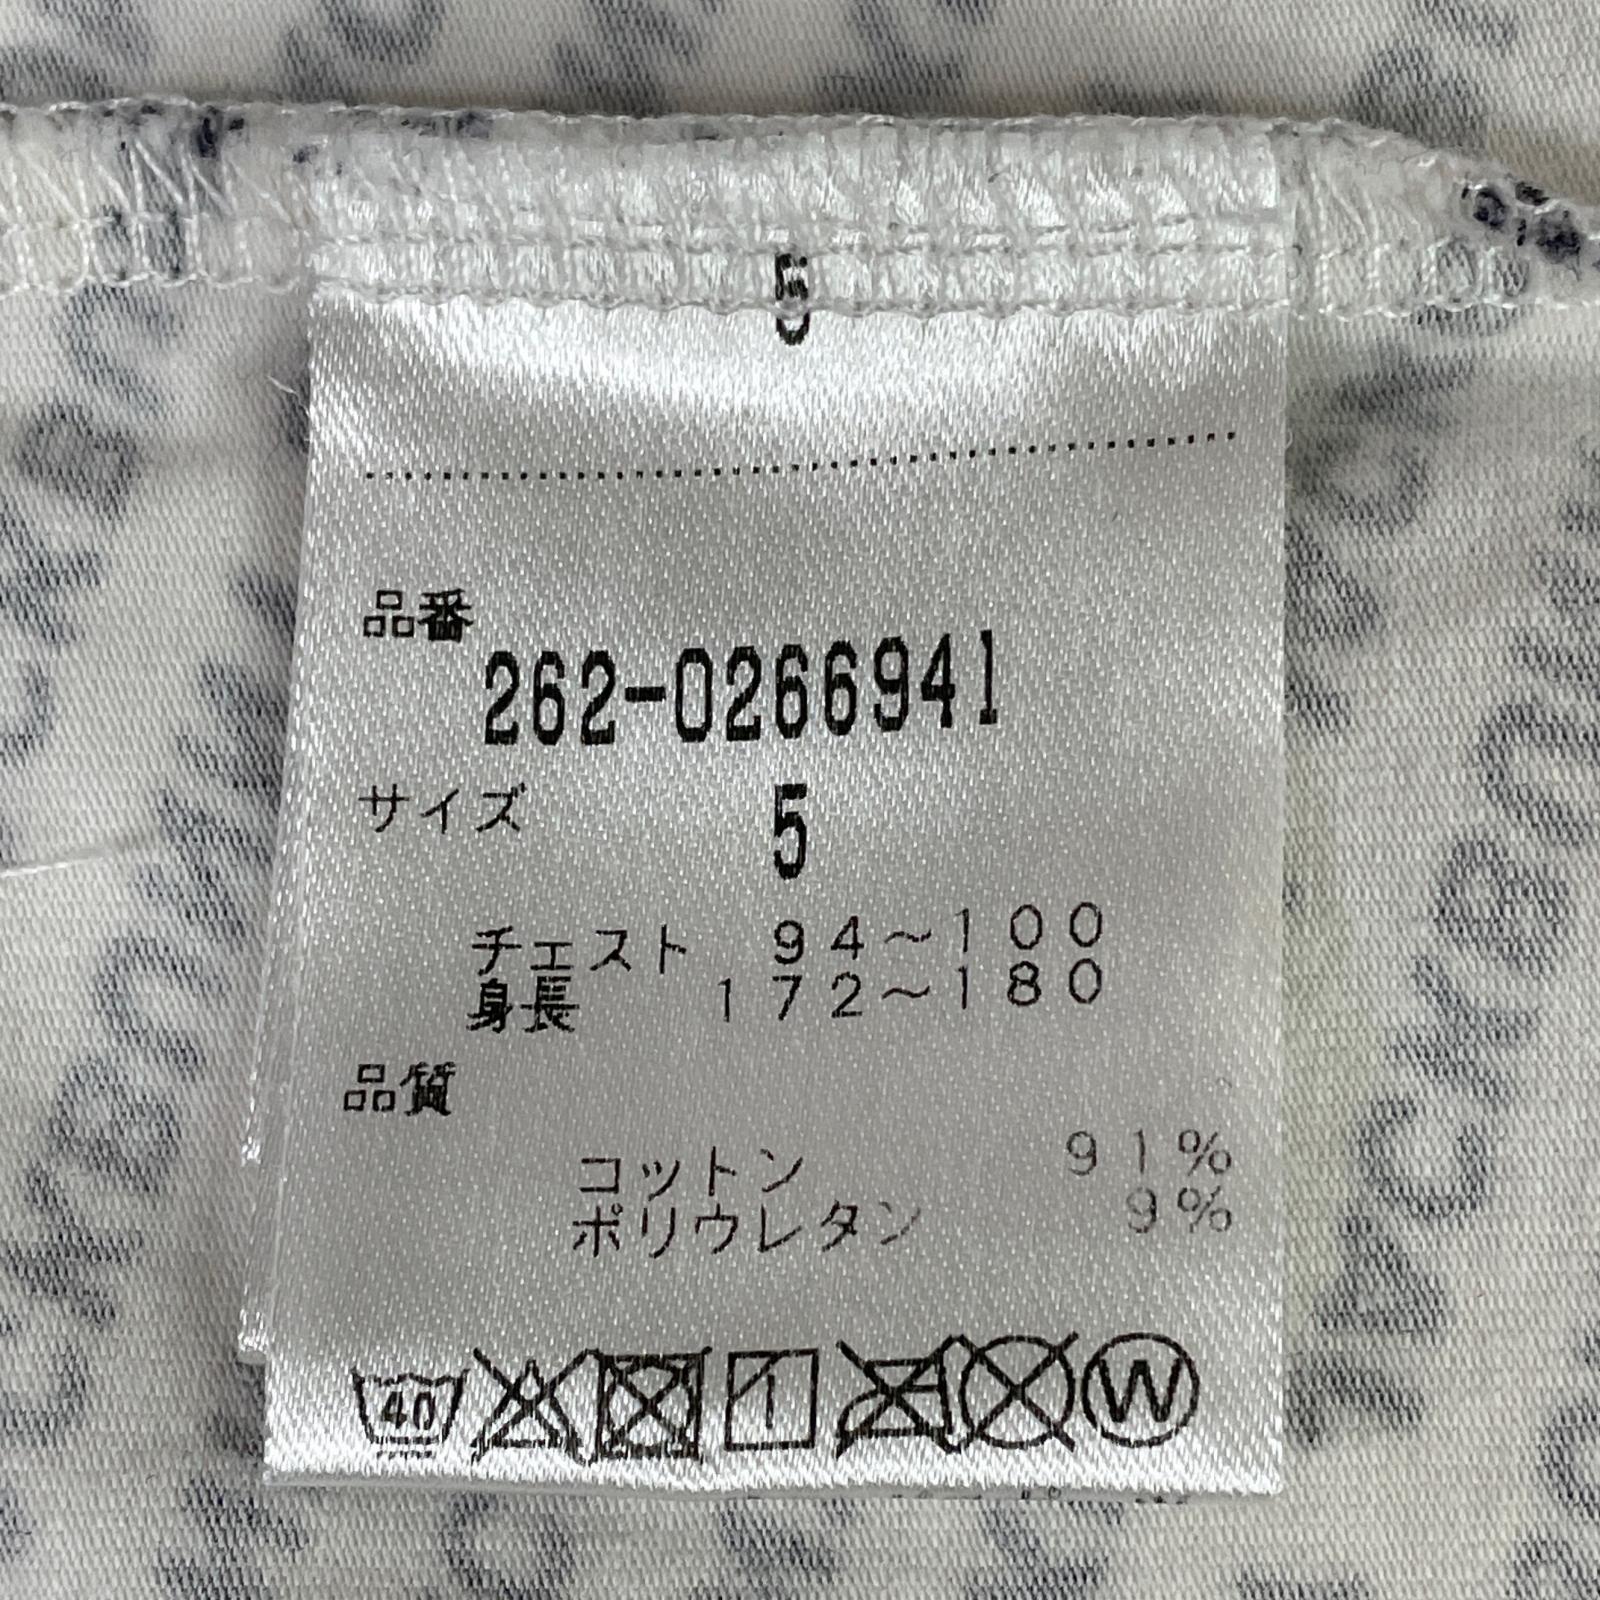 5
品番
262-0266941
サイズ 5
チェスト 94～100
身長 172～180
品質
コットン 91%
ポリウレタン 9%
40 W